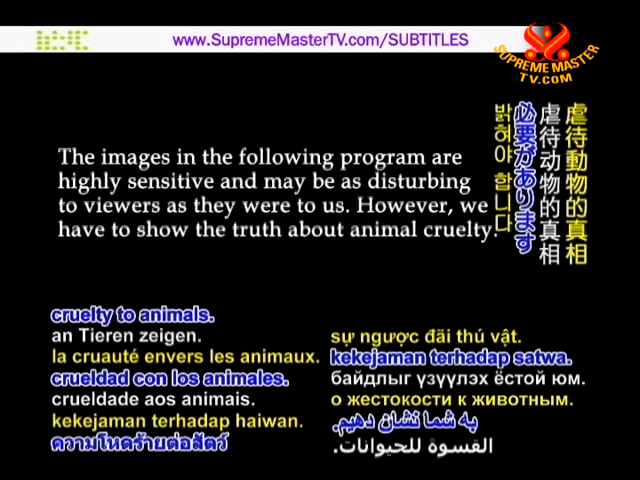 www.SupremeMasterTV.com/SUBTITLES
SUPREME MASTER
TV.COM
The images in the following program are
highly sensitive and may be as disturbing
to viewers as they were to us. However, we
have to show the truth about animal cruelty.
虐待動物的真相
虐待动物的真相
必要があります
밝혀야 합니다
cruelty to animals.
an Tieren zeigen.
la cruauté envers les animaux.
crueldad con los animales.
crueldade aos animais.
kekejaman terhadap haiwan.
ความโหดร้ายต่อสัตว์
sự ngược đãi thú vật.
kekejaman terhadap satwa.
байдлыг үзүүлэх ёстой юм.
о жестокости к животным.
به شما نشان دهیم.
القسوة للحيوانات.